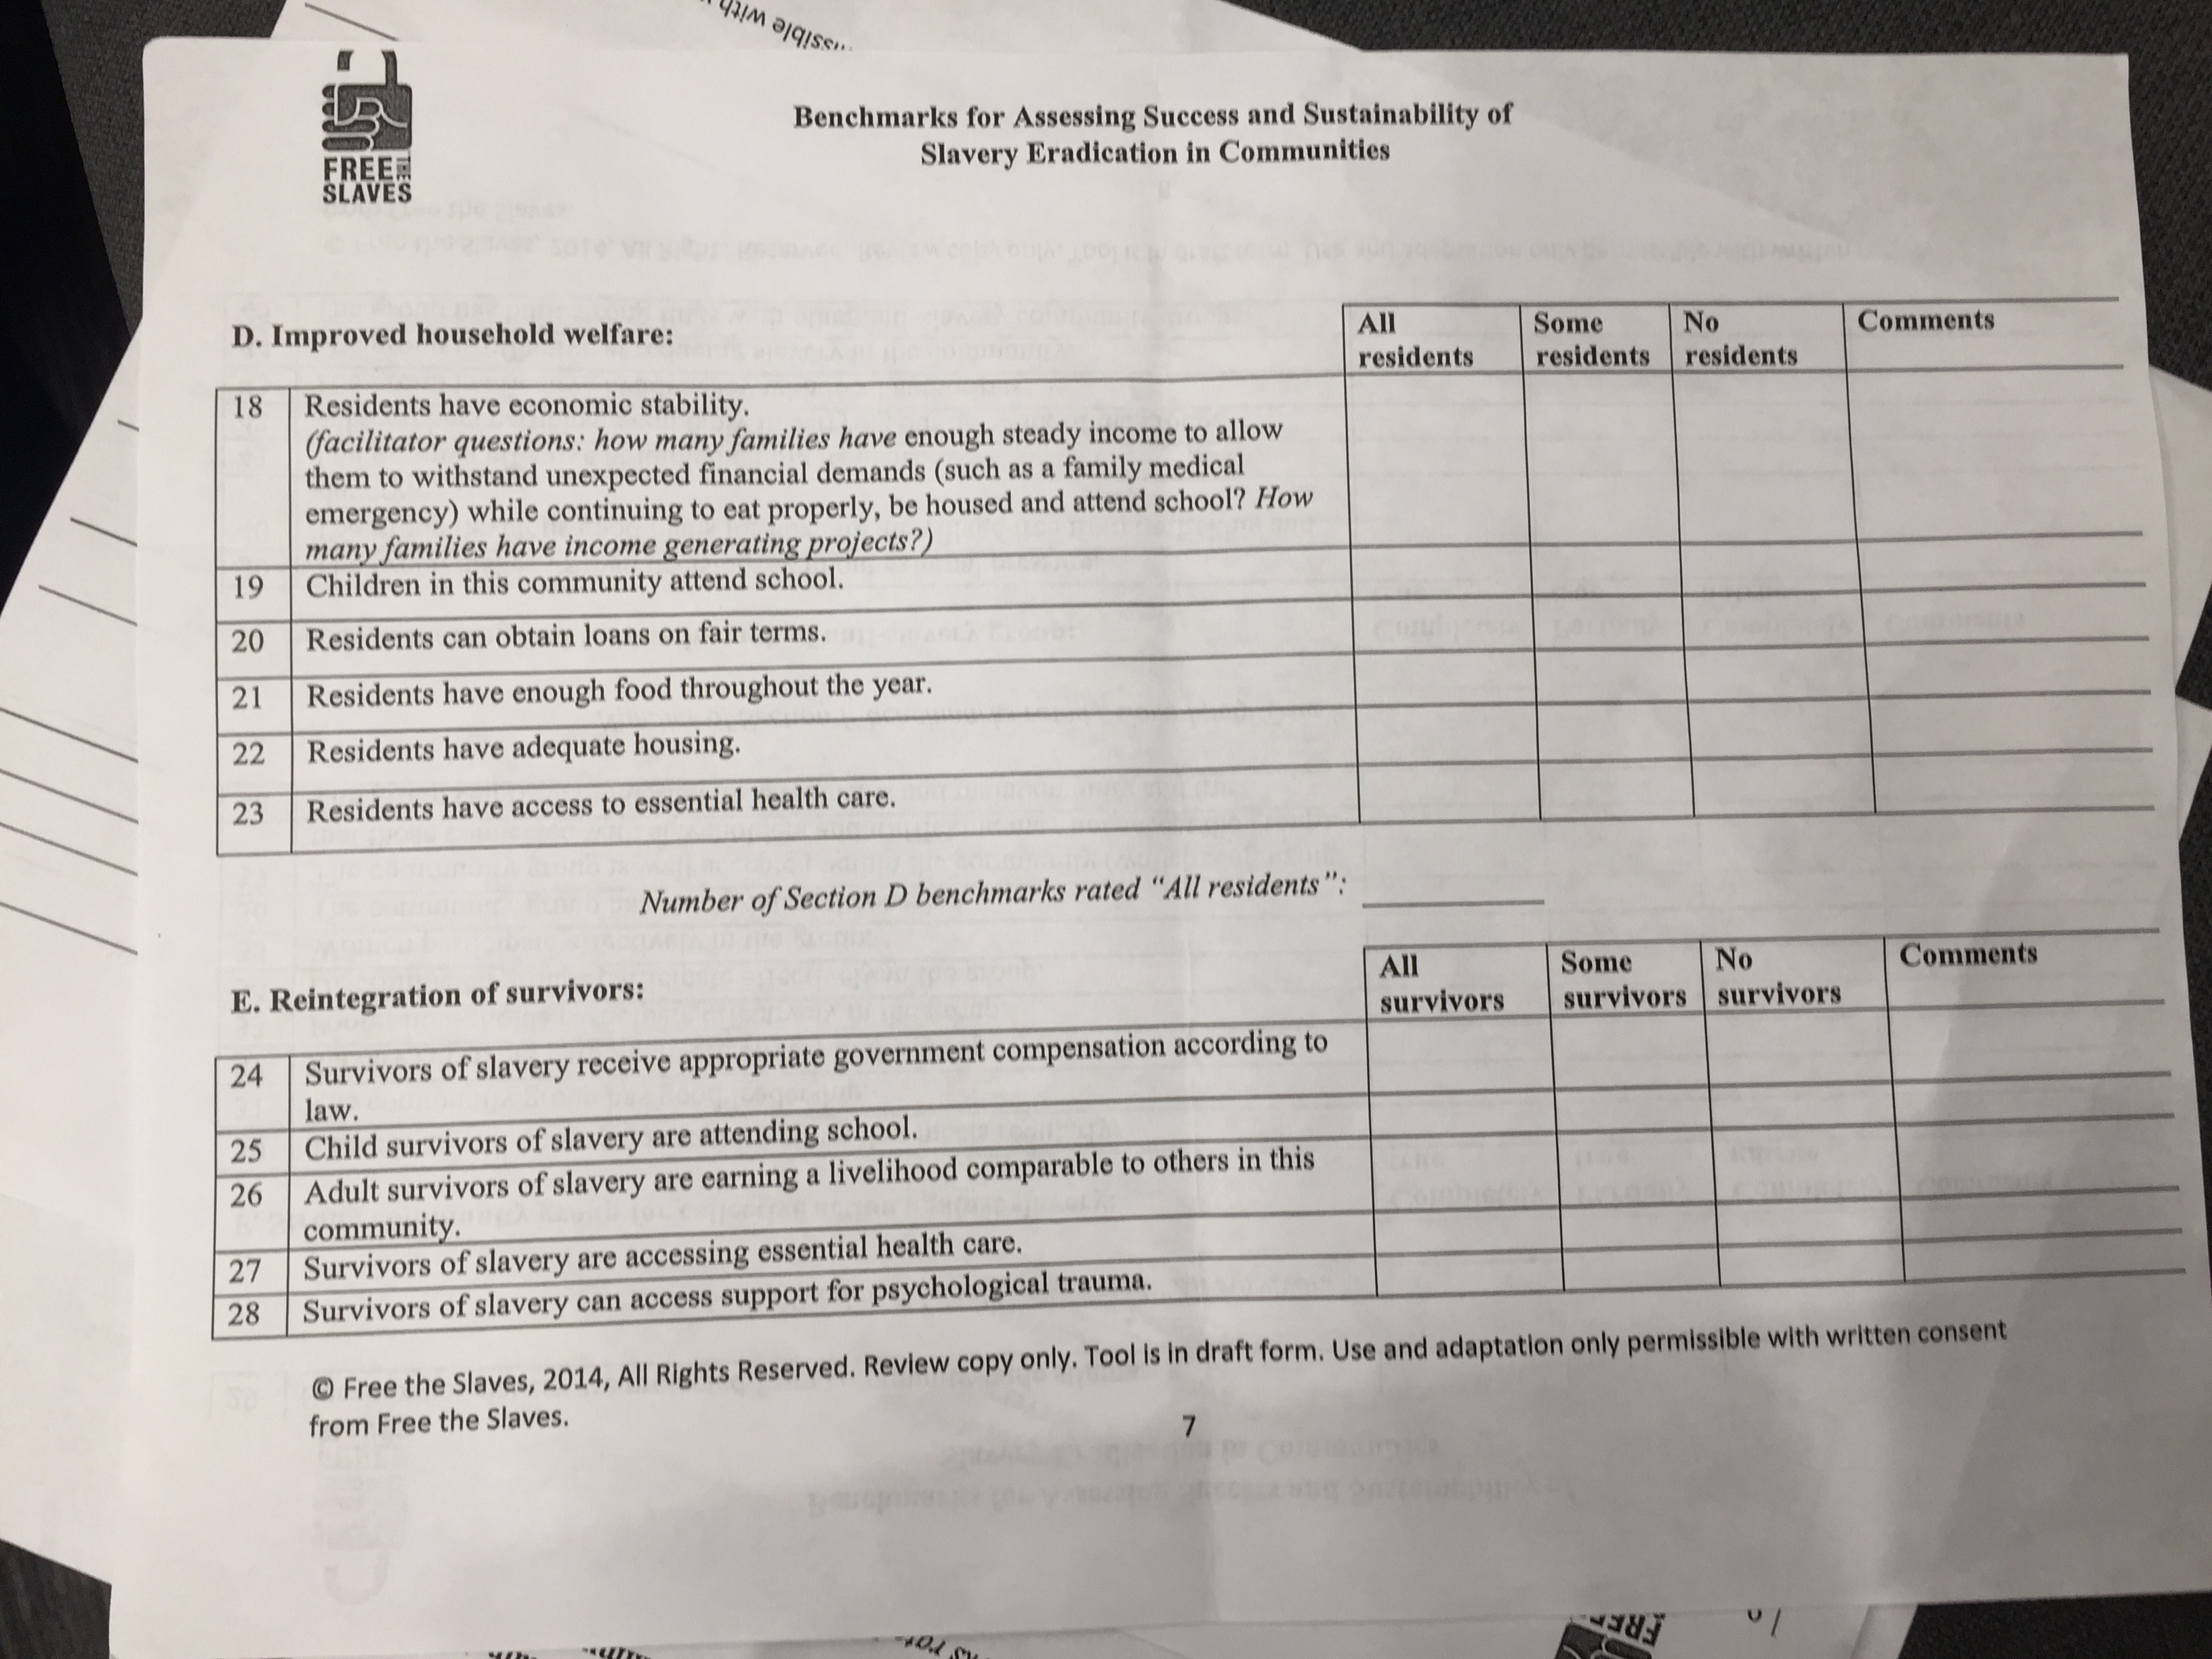 FREE THE
SLAVES
Benchmarks for Assessing Success and Sustainability of
Slavery Eradication in Communities
D. Improved household welfare:
All residents
Some residents
No residents
Comments
18 Residents have economic stability.
(facilitator questions: how many families have enough steady income to allow
them to withstand unexpected financial demands (such as a family medical
emergency) while continuing to eat properly, be housed and attend school? How
many families have income generating projects?)
19 Children in this community attend school.
20 Residents can obtain loans on fair terms.
21 Residents have enough food throughout the year.
22 Residents have adequate housing.
23 Residents have access to essential health care.
Number of Section D benchmarks rated “All residents”:
E. Reintegration of survivors:
All survivors
Some survivors
No survivors
Comments
24 Survivors of slavery receive appropriate government compensation according to
law.
25 Child survivors of slavery are attending school.
26 Adult survivors of slavery are earning a livelihood comparable to others in this
community.
27 Survivors of slavery are accessing essential health care.
28 Survivors of slavery can access support for psychological trauma.
© Free the Slaves, 2014, All Rights Reserved. Review copy only. Tool is in draft form. Use and adaptation only permissible with written consent
from Free the Slaves.
7